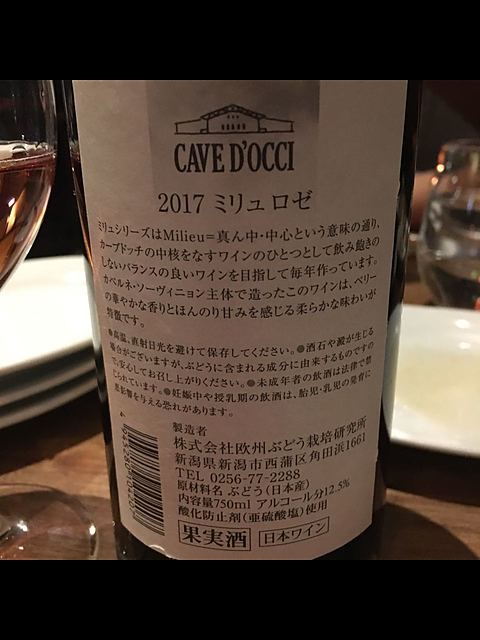 CAVE D'OCCI
2017 ミリュ ロゼ
ミリュシリーズはMilieu=真ん中・中心という意味の通り、
カーブドッチの中核をなすワインのひとつとして飲み飽きの
しないバランスの良いワインを目指して毎年作っています。
カベルネ・ソーヴィニョン主体で造ったこのワインは、ベリー
の華やかな香りとほんのり甘みを感じる柔らかな味わいが
特徴です。
●高温、直射日光を避けて保存してください。●酒石や澱が生じる
場合がございますが、ぶどうに含まれる成分に由来するものですの
で、安心してお召し上がりください。●未成年者の飲酒は法律で禁
じられています。●妊娠中や授乳期の飲酒は、胎児・乳児の発育に
悪影響を与える恐れがあります。
製造者
株式会社欧州ぶどう栽培研究所
新潟県新潟市西蒲区角田浜1661
TEL 0256-77-2288
原材料名 ぶどう(日本産)
内容量750ml アルコール分12.5%
酸化防止剤(亜硫酸塩)使用
果実酒 日本ワイン